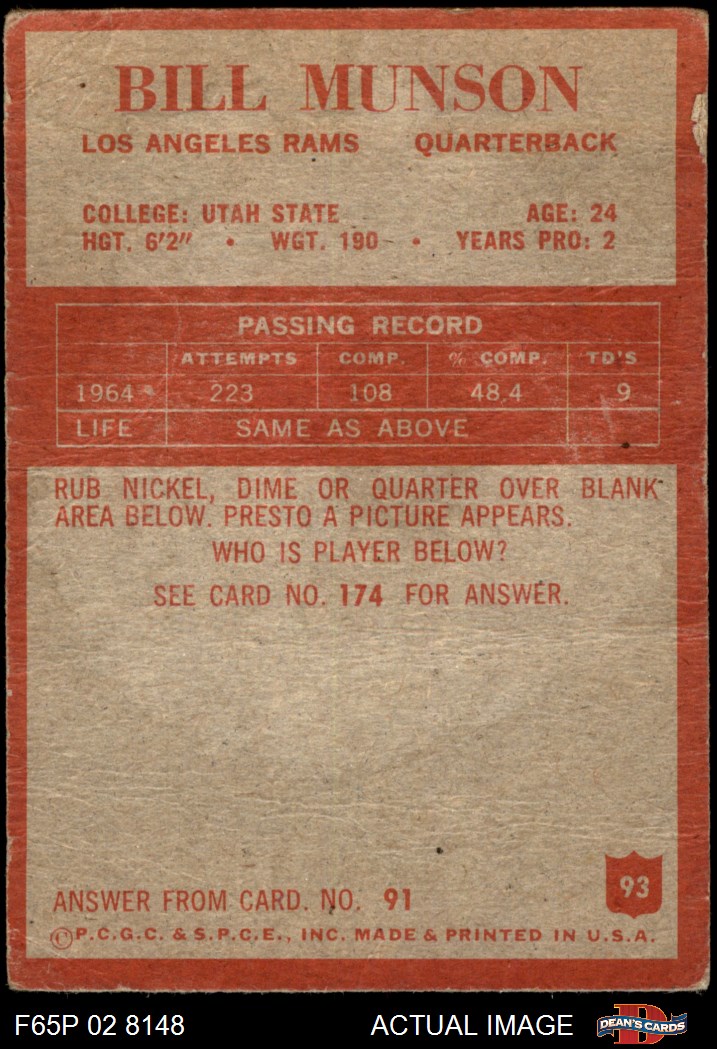 BILL MUNSON
LOS ANGELES RAMS QUARTERBACK
COLLEGE: UTAH STATE AGE: 24
HGT. 6'2" • WGT. 190 • YEARS PRO: 2
PASSING RECORD
ATTEMPTS COMP. % COMP. TD'S
1964 223 108 48.4 9
LIFE SAME AS ABOVE
RUB NICKEL, DIME OR QUARTER OVER BLANK
AREA BELOW. PRESTO A PICTURE APPEARS.
WHO IS PLAYER BELOW?
SEE CARD NO. 174 FOR ANSWER.
93
ANSWER FROM CARD. NO. 91
©P.C.G.C. & S.P.C.E., INC. MADE & PRINTED IN U.S.A.
F65P 02 8148 ACTUAL IMAGE
D
DEAN'S CARDS